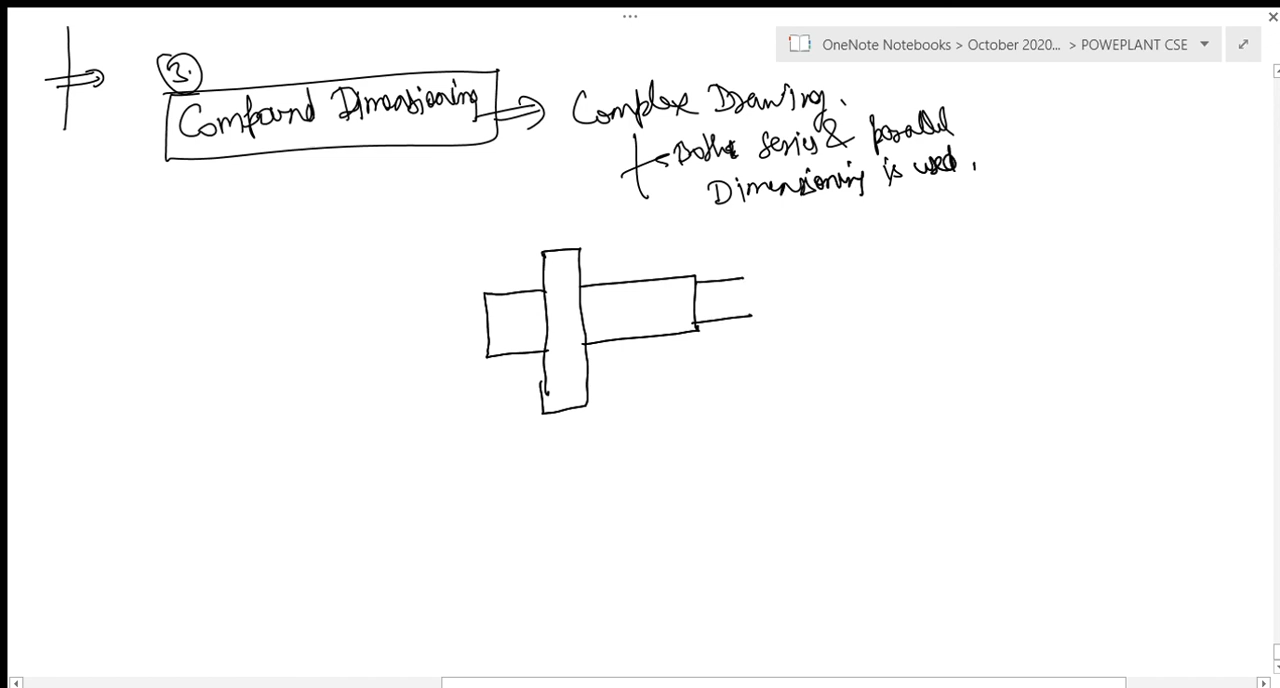 OneNote Notebooks > October 2020... > POWEPLANT CSE
3.
Compound Dimensioning
Complex Drawing.
Both series & parallel
Dimensioning is used.